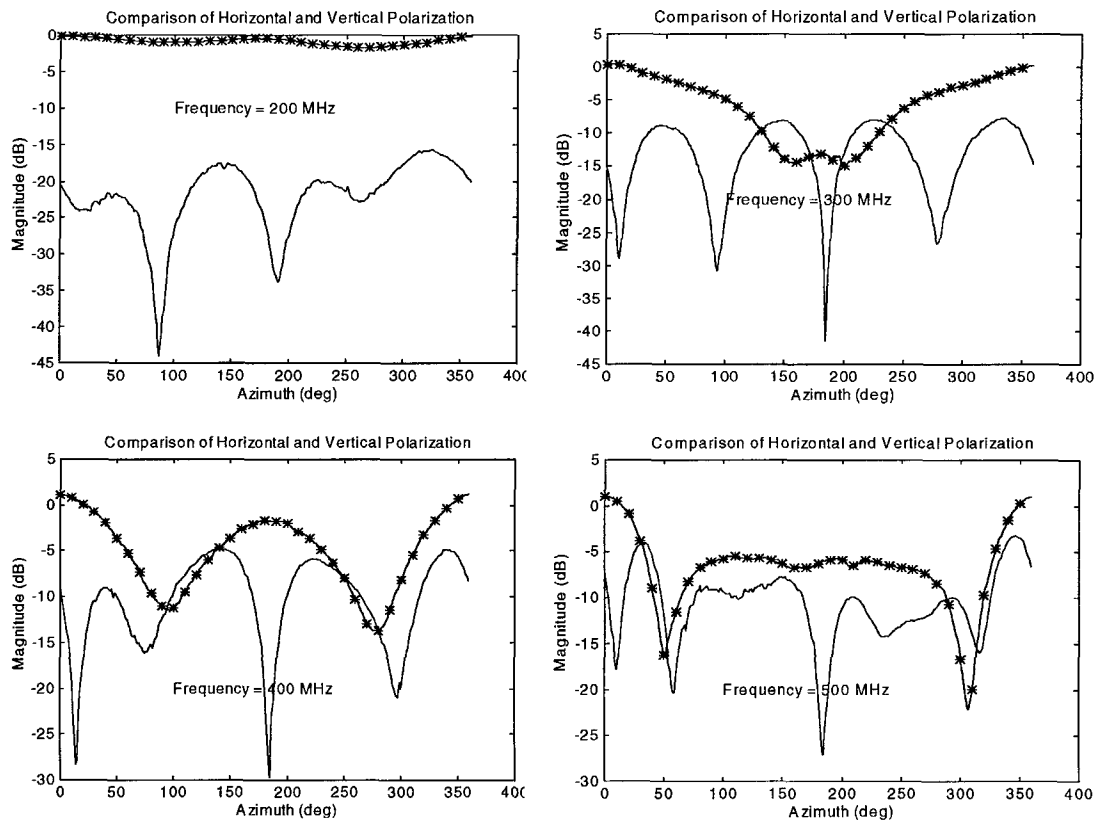 Comparison of Horizontal and Vertical Polarization
0
-5
-10
-15
-20
-25
-30
-35
-40
-45
Magnitude (dB)
Frequency = 200 MHz
0 50 100 150 200 250 300 350 40(
Azimuth (deg)
Comparison of Horizontal and Vertical Polarization
5
0
-5
-10
-15
-20
-25
-30
-35
-40
-45
Magnitude (dB)
Frequency = 300 MHz
0 50 100 150 200 250 300 350 400
Azimuth (deg)
Comparison of Horizontal and Vertical Polarization
5
0
-5
-10
-15
-20
-25
-30
Magnitude (dB)
Frequency = 400 MHz
0 50 100 150 200 250 300 350 40(
Azimuth (deg)
Comparison of Horizontal and Vertical Polarization
5
0
-5
-10
-15
-20
-25
-30
Magnitude (dB)
Frequency = 500 MHz
0 50 100 150 200 250 300 350 400
Azimuth (deg)